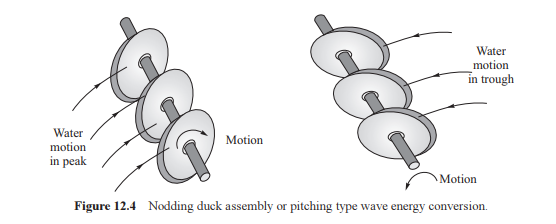 Water
motion
in peak
Motion
Water
motion
in trough
Motion
Figure 12.4 Nodding duck assembly or pitching type wave energy conversion.